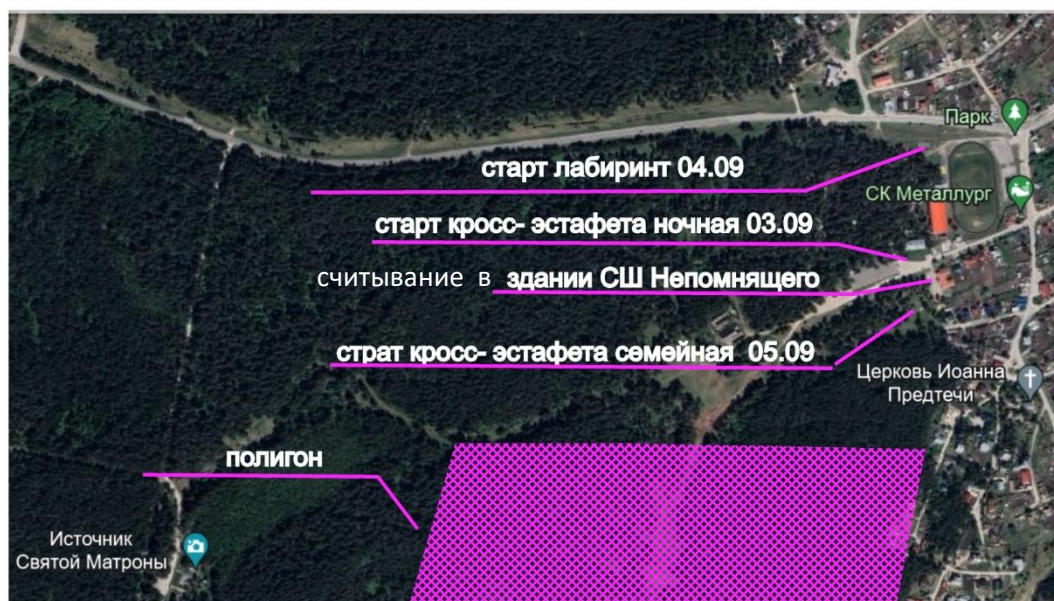 Парк
старт лабиринт 04.09
СК Металлург
старт кросс- эстафета ночная 03.09
считывание в здании СШ Непомнящего
страт кросс- эстафета семейная 05.09
Церковь Иоанна
Предтечи
полигон
Источник
Святой Матроны